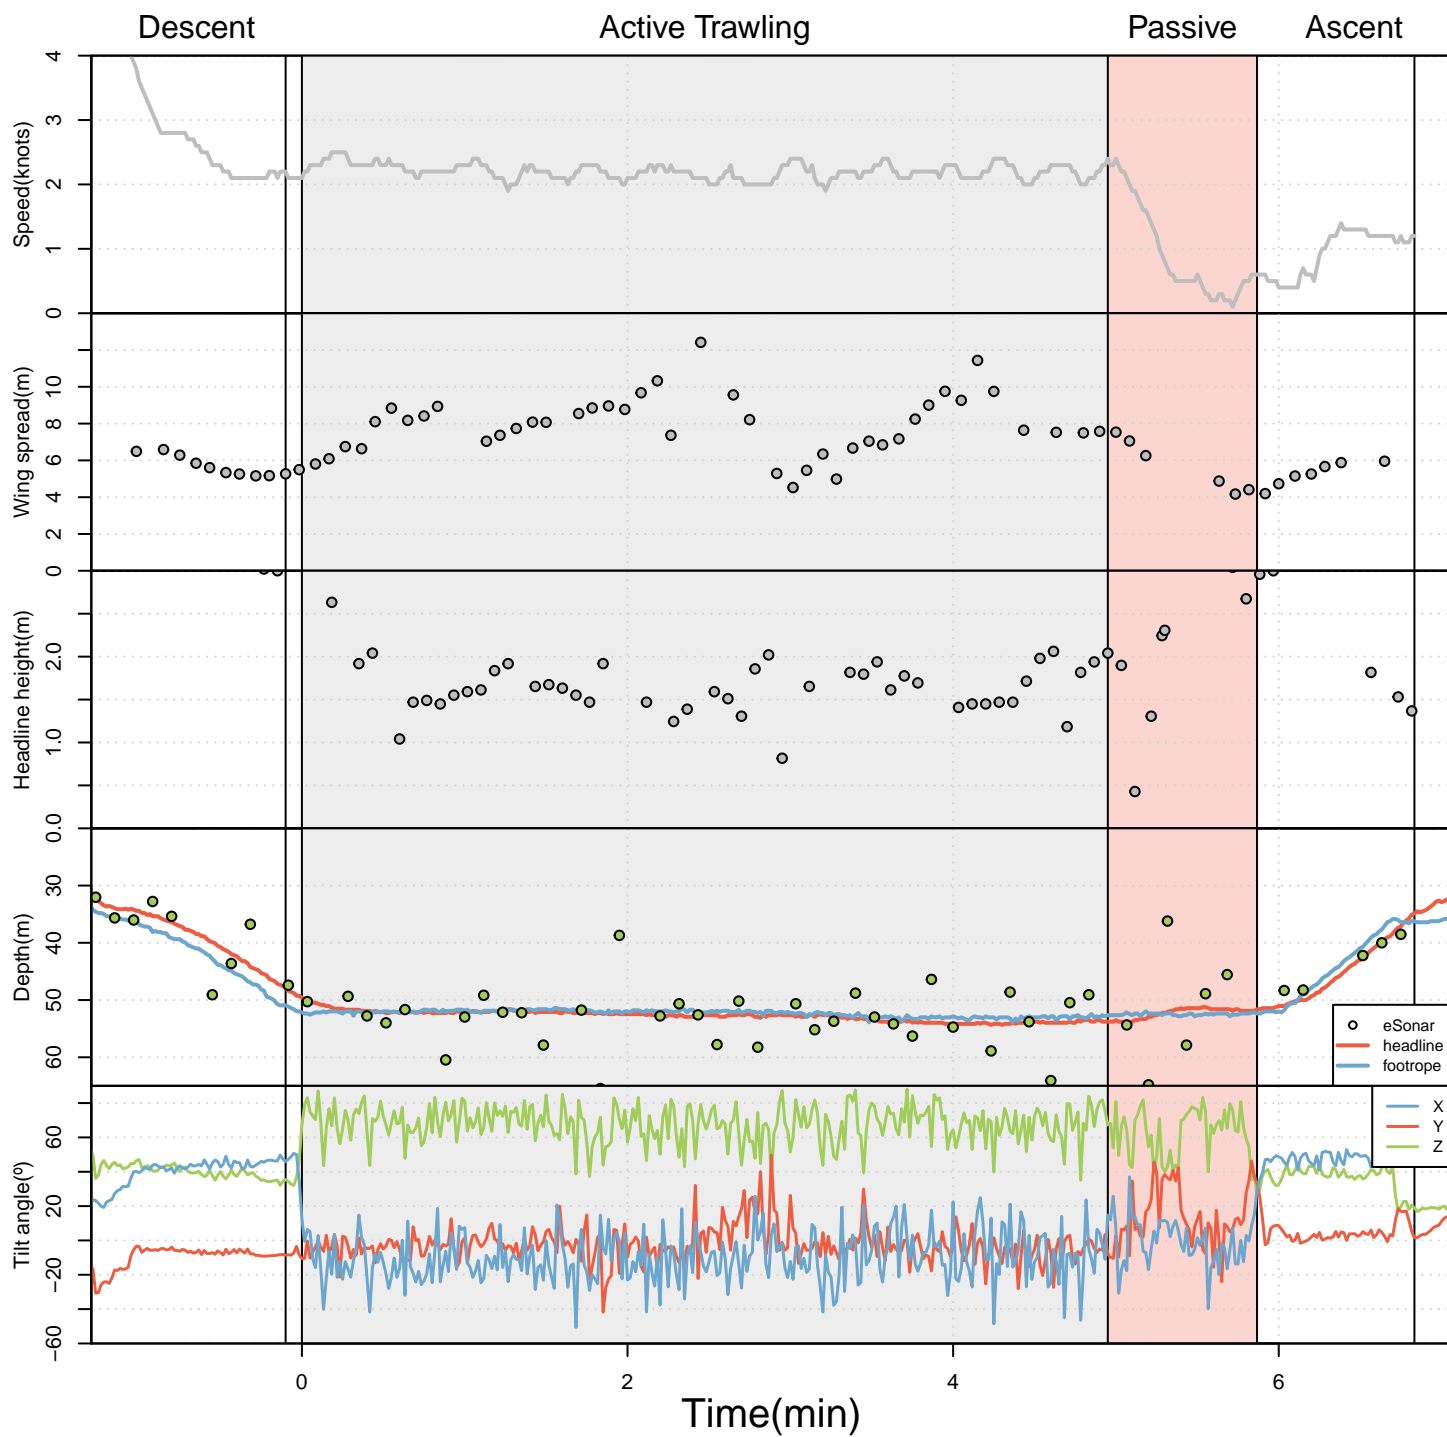 Descent Active Trawling Passive Ascent
Speed(knots)
4
3
2
1
0
Wing spread(m)
10
8
6
4
2
0
Headline height(m)
2.0
1.0
0.0
Depth(m)
30
40
50
60
eSonar
headline
footrope
Tilt angle(º)
60
20
−20
−60
X
Y
Z
0 2 4 6
Time(min)